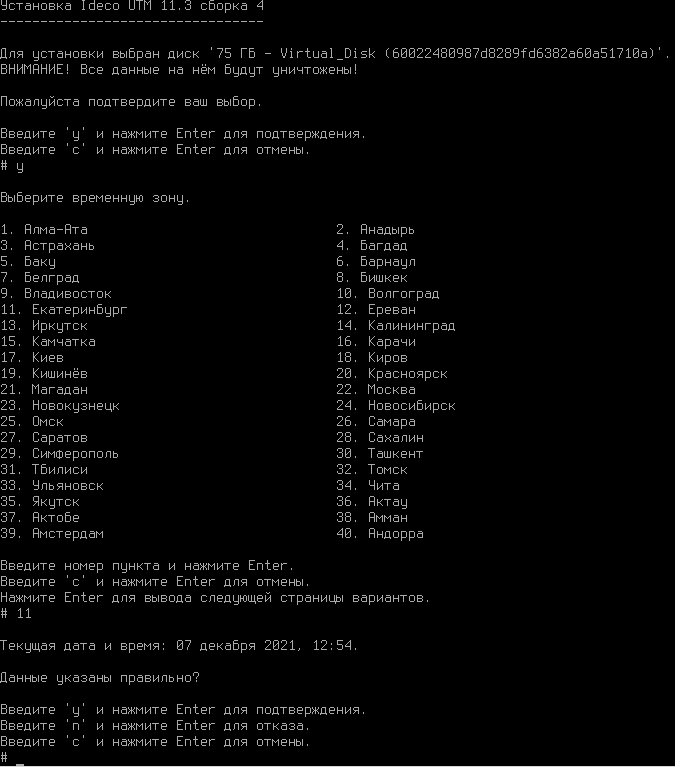 Установка Ideco UTM 11.3 сборка 4
---------------------------------
Для установки выбран диск '75 ГБ - Virtual_Disk (60022480987d8289fd6382a60a51710a)'.
ВНИМАНИЕ! Все данные на нём будут уничтожены!
Пожалуйста подтвердите ваш выбор.
Введите 'y' и нажмите Enter для подтверждения.
Введите 'c' и нажмите Enter для отмены.
# y
Выберите временную зону.
1. Алма-Ата 2. Анадырь
3. Астрахань 4. Багдад
5. Баку 6. Барнаул
7. Белград 8. Бишкек
9. Владивосток 10. Волгоград
11. Екатеринбург 12. Ереван
13. Иркутск 14. Калининград
15. Камчатка 16. Карачи
17. Киев 18. Киров
19. Кишинёв 20. Красноярск
21. Магадан 22. Москва
23. Новокузнецк 24. Новосибирск
25. Омск 26. Самара
27. Саратов 28. Сахалин
29. Симферополь 30. Ташкент
31. Тбилиси 32. Томск
33. Ульяновск 34. Чита
35. Якутск 36. Актау
37. Актобе 38. Амман
39. Амстердам 40. Андорра
Введите номер пункта и нажмите Enter.
Введите 'c' и нажмите Enter для отмены.
Нажмите Enter для вывода следующей страницы вариантов.
# 11
Текущая дата и время: 07 декабря 2021, 12:54.
Данные указаны правильно?
Введите 'y' и нажмите Enter для подтверждения.
Введите 'n' и нажмите Enter для отказа.
Введите 'c' и нажмите Enter для отмены.
# _